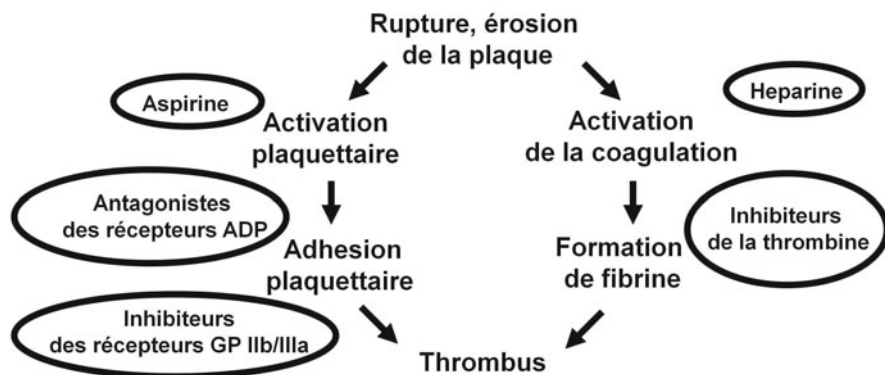 Rupture, érosion
de la plaque
Aspirine
Heparine
Activation
plaquettaire
Activation
de la coagulation
Antagonistes
des récepteurs ADP
Inhibiteurs
de la thrombine
Adhesion
plaquettaire
Formation
de fibrine
Inhibiteurs
des récepteurs GP IIb/IIIa
Thrombus